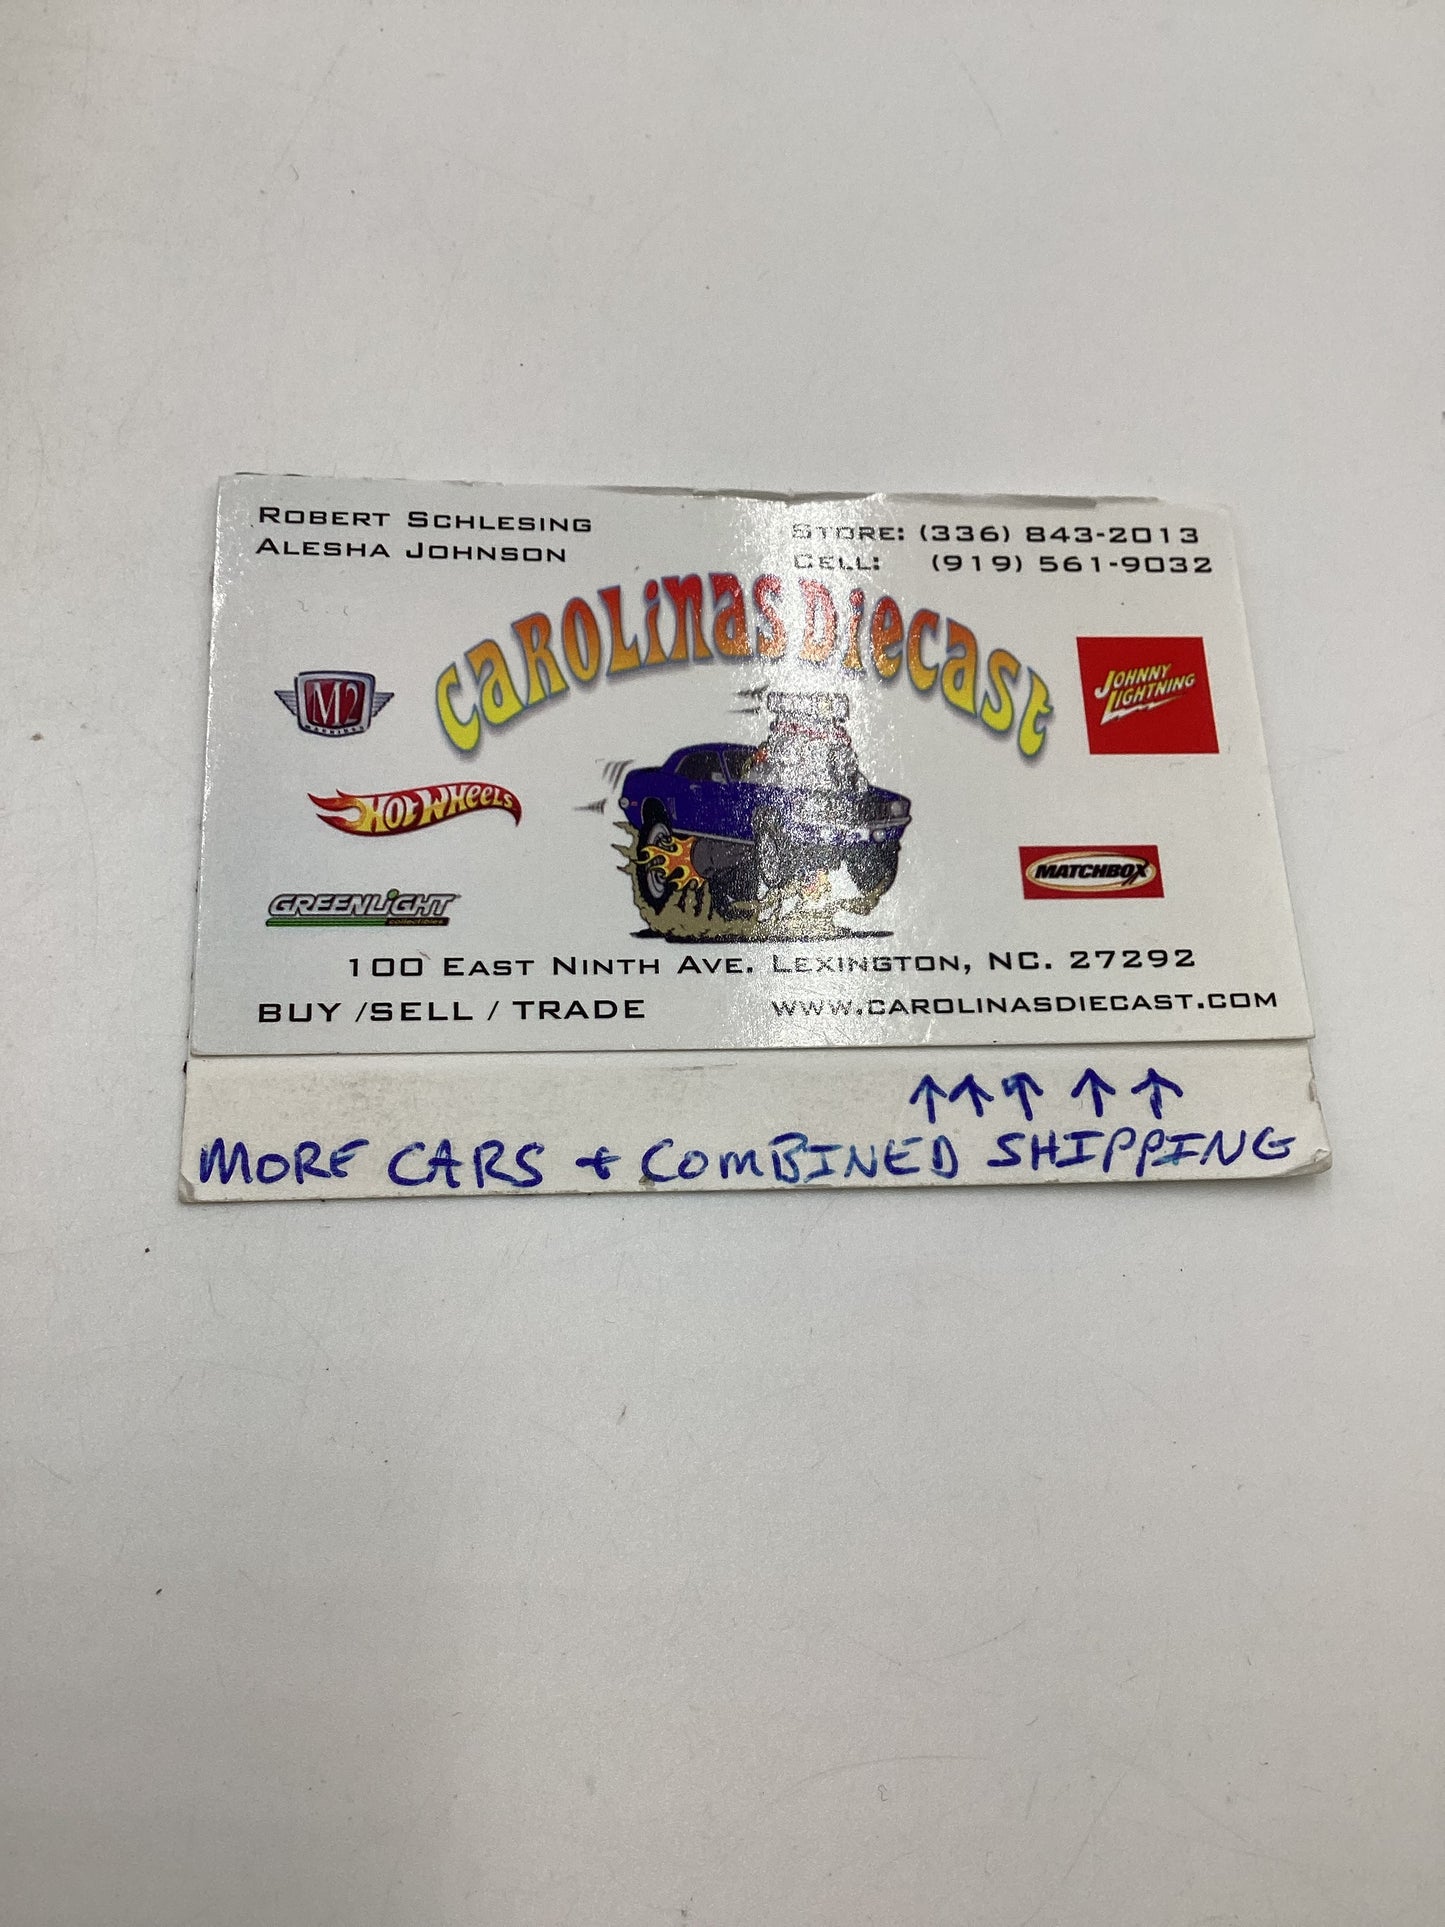 ROBERT SCHLESING
ALESHA JOHNSON
STORE: (336) 843-2013
CELL: (919) 561-9032
CAROLINAS DIECAST
M2
MACHINES
HOT WHEELS
GREENLIGHT
collectibles
JOHNNY
LIGHTNING
MATCHBOX
100 EAST NINTH AVE. LEXINGTON, NC. 27292
BUY /SELL / TRADE
WWW.CAROLINASDIECAST.COM
↑↑↑ ↑ ↑
MORE CARS + COMBINED SHIPPING